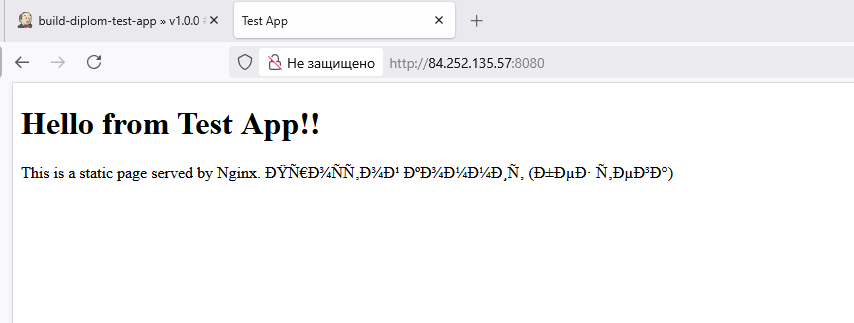 build-diplom-test-app » v1.0.0
Test App
Не защищено
http://84.252.135.57:8080
Hello from Test App!!
This is a static page served by Nginx. ÐŸÑ€Ð¾ÑÑ‚Ð¾Ð¹ ÐºÐ¾Ð¼Ð¼Ð¸Ñ‚ (Ð±ÐµÐ· Ñ‚ÐµÐ³Ð°)